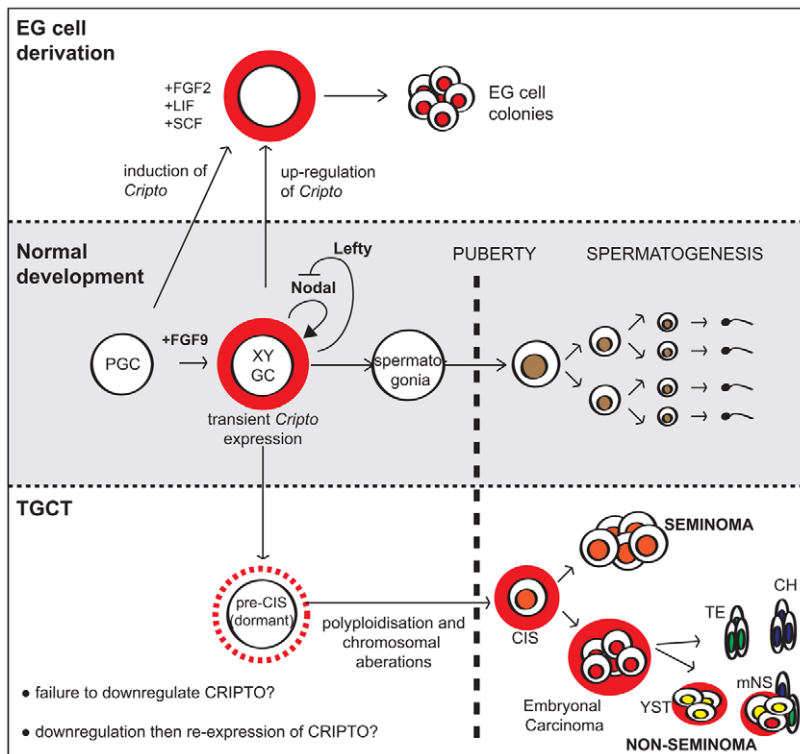 EG cell
derivation
+FGF2
+LIF
+SCF
EG cell
colonies
induction of
Cripto
up-regulation
of Cripto
Normal
development
Lefty
Nodal
PUBERTY
SPERMATOGENESIS
PGC
+FGF9
XY
GC
spermato
gonia
transient Cripto
expression
TGCT
SEMINOMA
pre-CIS
(dormant)
polyploidisation and
chromosomal
aberrations
CIS
TE
CH
Embryonal
Carcinoma
YST
mNS
NON-SEMINOMA
● failure to downregulate CRIPTO?
● downregulation then re-expression of CRIPTO?